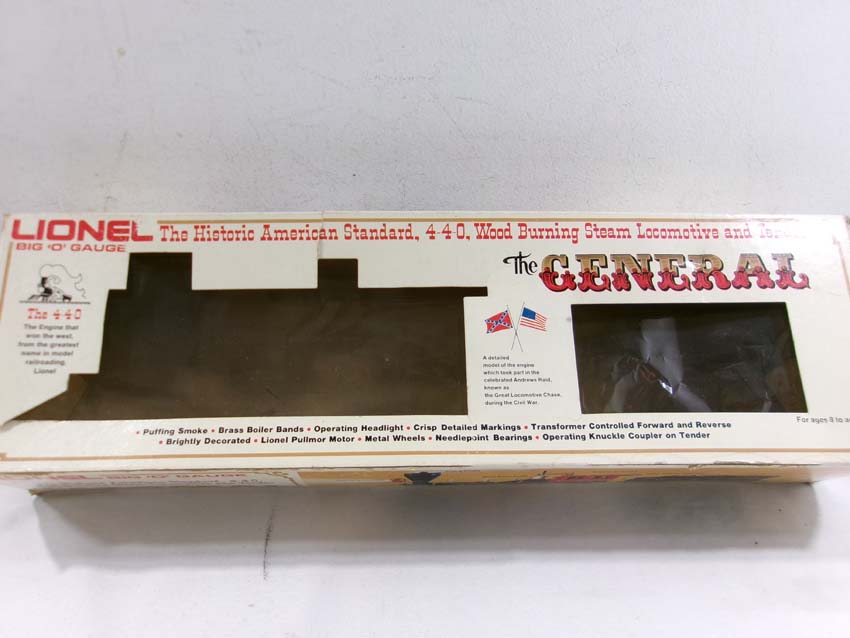 LIONEL
BIG 'O' GAUGE
The Historic American Standard, 4-4-0, Wood Burning Steam Locomotive and
the GENERAL
The 4-4-0
The Engine that
won the west,
from the greatest
name in model
railroading,
Lionel
A detailed
model of the engine
which took part in the
celebrated Andrews Raid,
known as
the Great Locomotive Chase,
during the Civil War.
• Puffing Smoke • Brass Boiler Bands • Operating Headlight • Crisp Detailed Markings • Transformer Controlled Forward and Reverse
• Brightly Decorated • Lionel Pullmor Motor • Metal Wheels • Needlepoint Bearings • Operating Knuckle Coupler on Tender
For ages 8 to
LIONEL BIG 'O' GAUGE